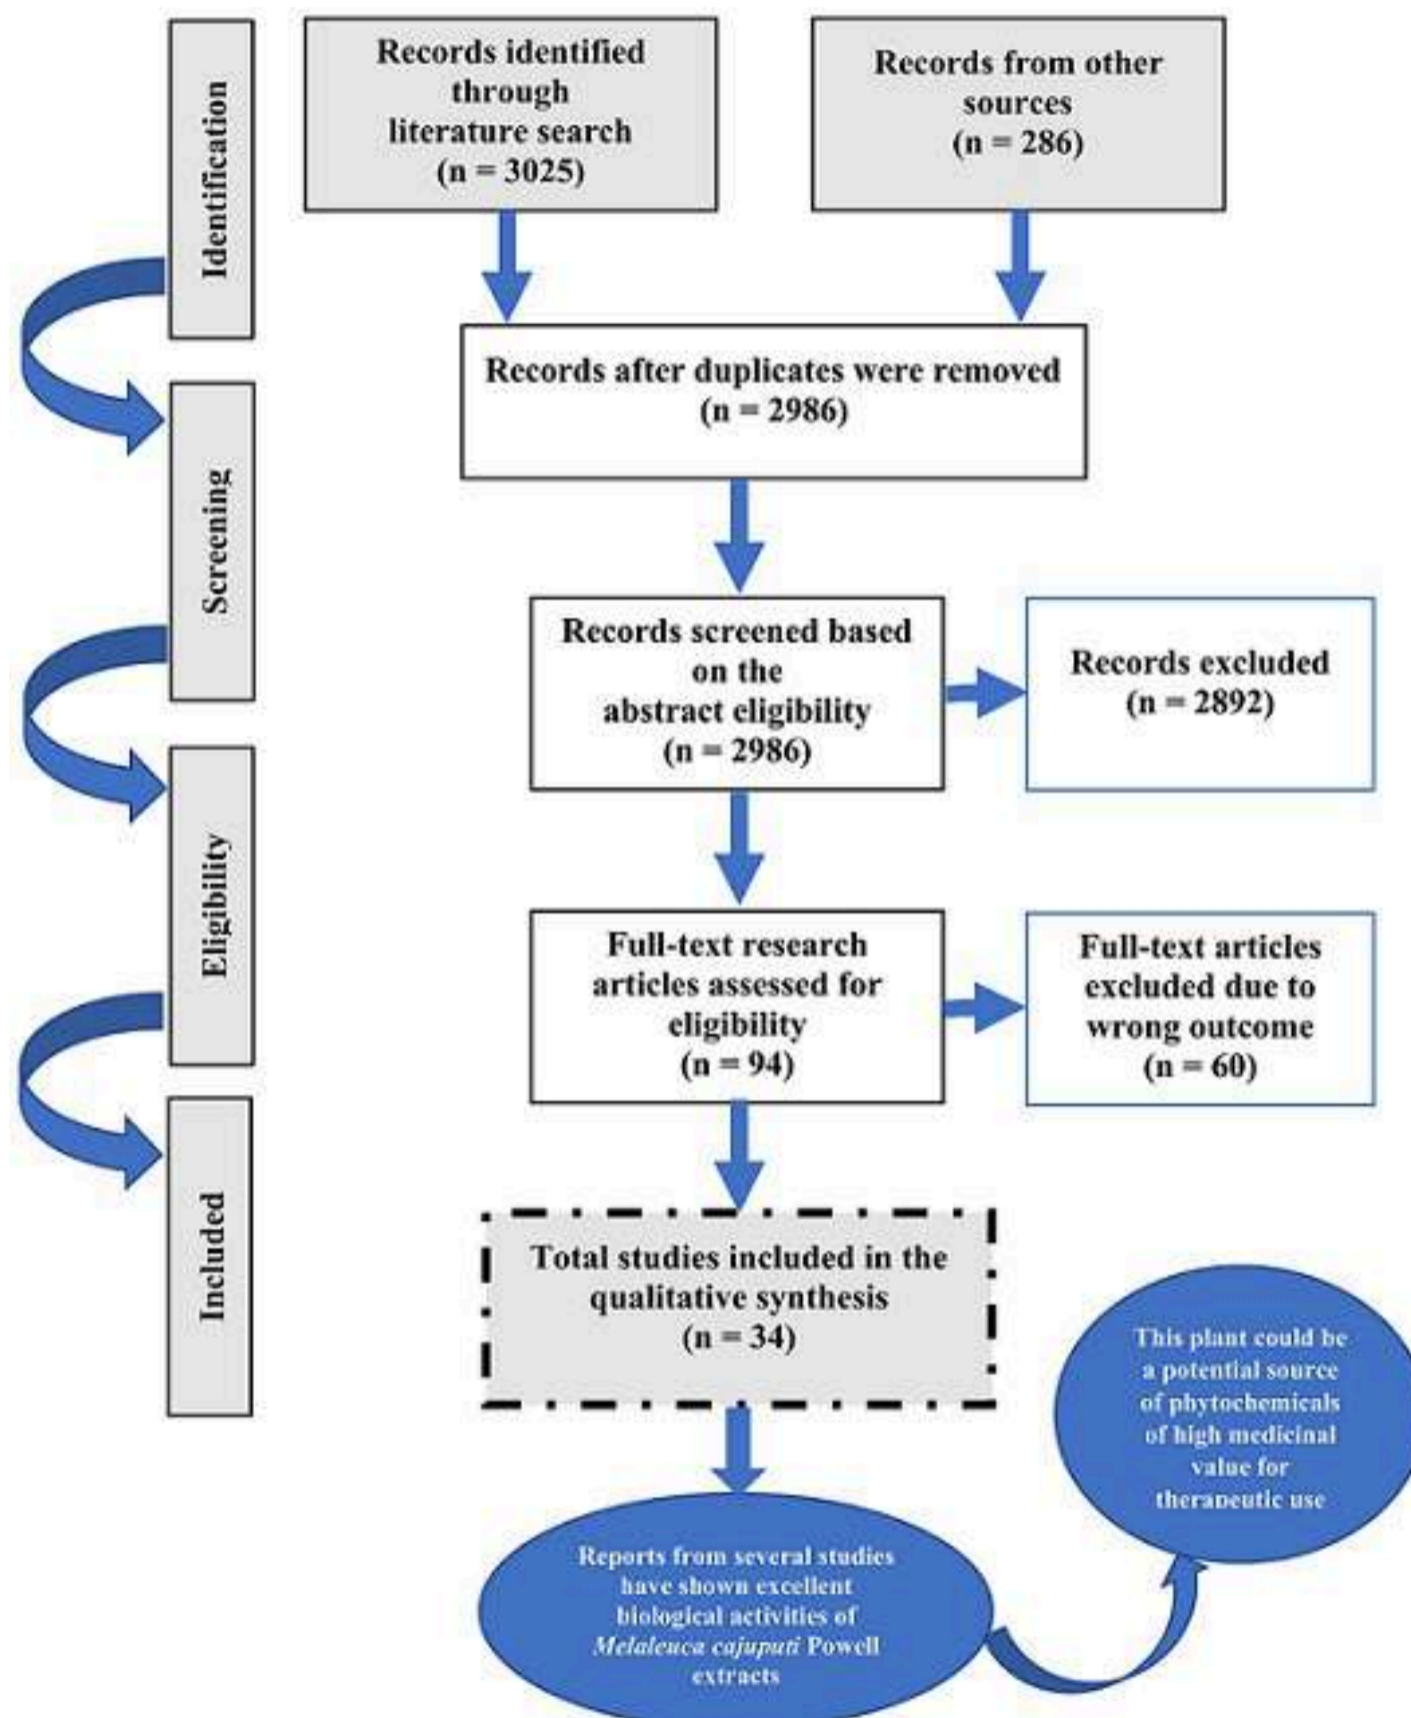 Identification
Records identified
through
literature search
(n = 3025)
Records from other
sources
(n = 286)
Records after duplicates were removed
(n = 2986)
Screening
Records screened based
on the
abstract eligibility
(n = 2986)
Records excluded
(n = 2892)
Eligibility
Full-text research
articles assessed for
eligibility
(n = 94)
Full-text articles
excluded due to
wrong outcome
(n = 60)
Included
Total studies included in the
qualitative synthesis
(n = 34)
Reports from several studies
have shown excellent
biological activities of
Melaleuca cajuputi Powell
extracts
This plant could be
a potential source
of phytochemicals
of high medicinal
value for
therapeutic use